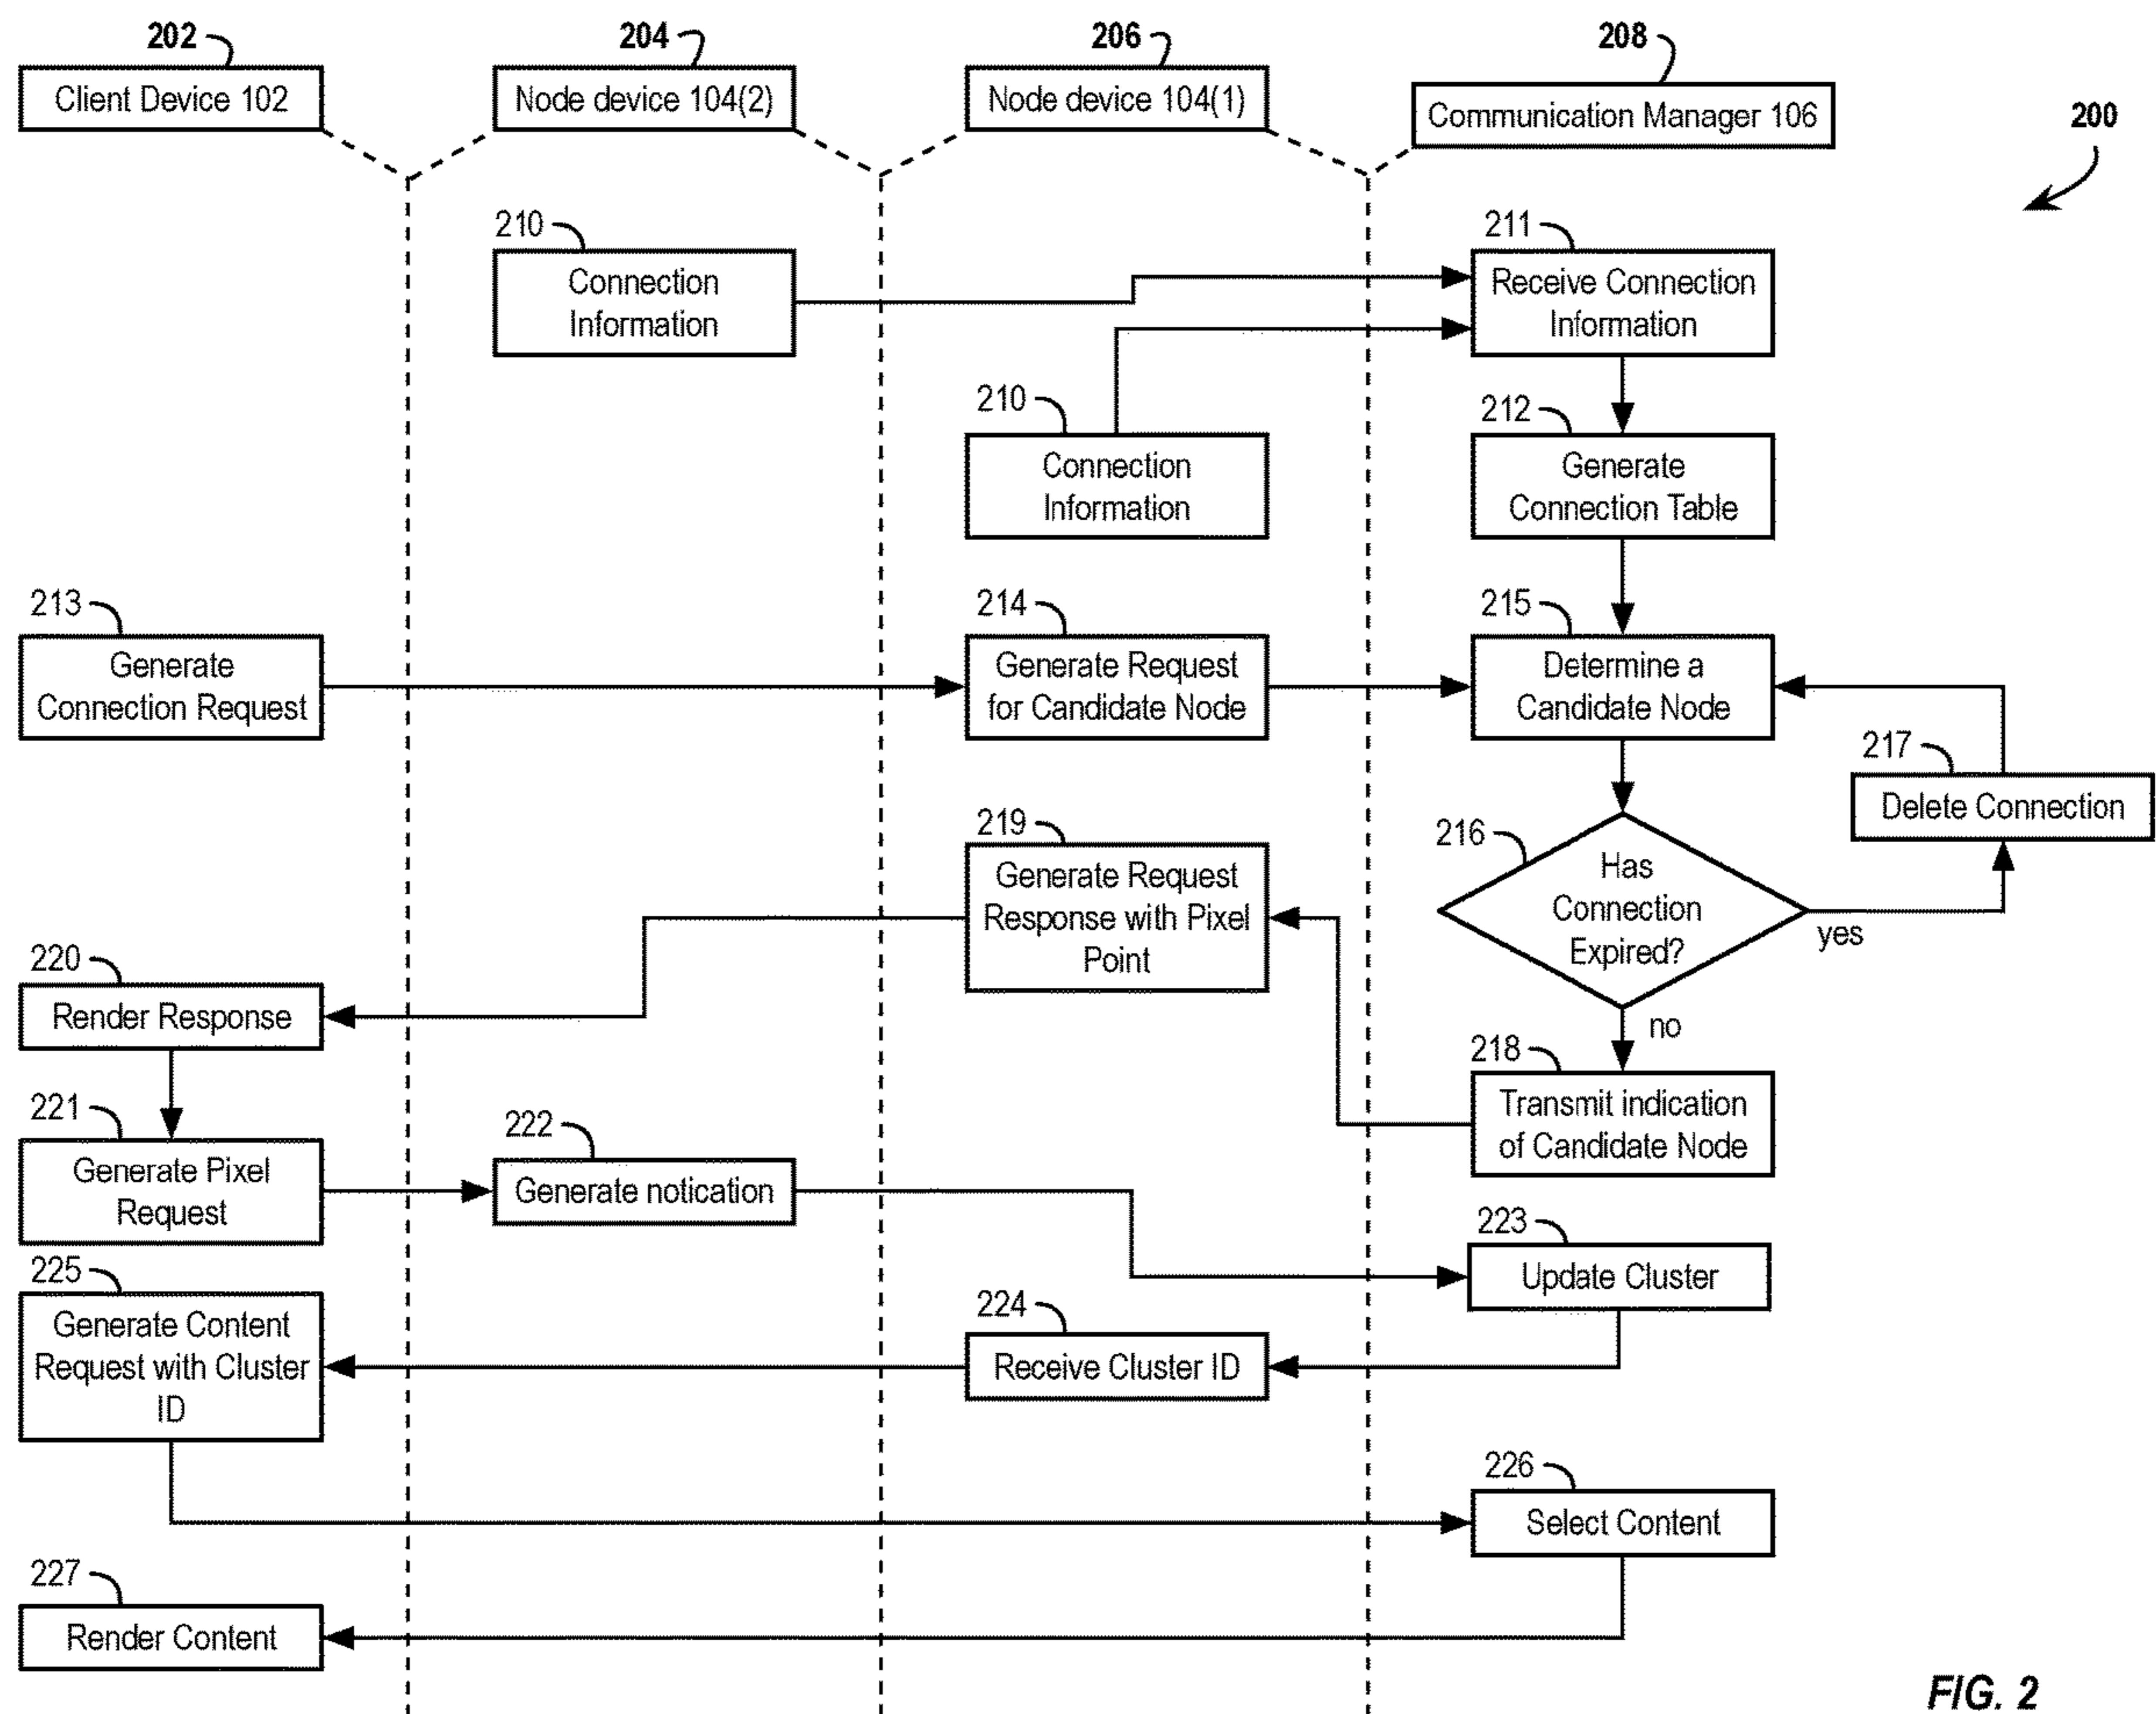 202
204
206
208
Client Device 102
Node device 104(2)
Node device 104(1)
Communication Manager 106
200
210
Connection
Information
211
Receive Connection
Information
210
Connection
Information
212
Generate
Connection Table
213
Generate
Connection Request
214
Generate Request
for Candidate Node
215
Determine a
Candidate Node
217
Delete Connection
216
Has
Connection
Expired?
yes
no
219
Generate Request
Response with Pixel
Point
220
Render Response
218
Transmit indication
of Candidate Node
221
Generate Pixel
Request
222
Generate notication
223
Update Cluster
225
Generate Content
Request with Cluster
ID
224
Receive Cluster ID
226
Select Content
227
Render Content
FIG. 2